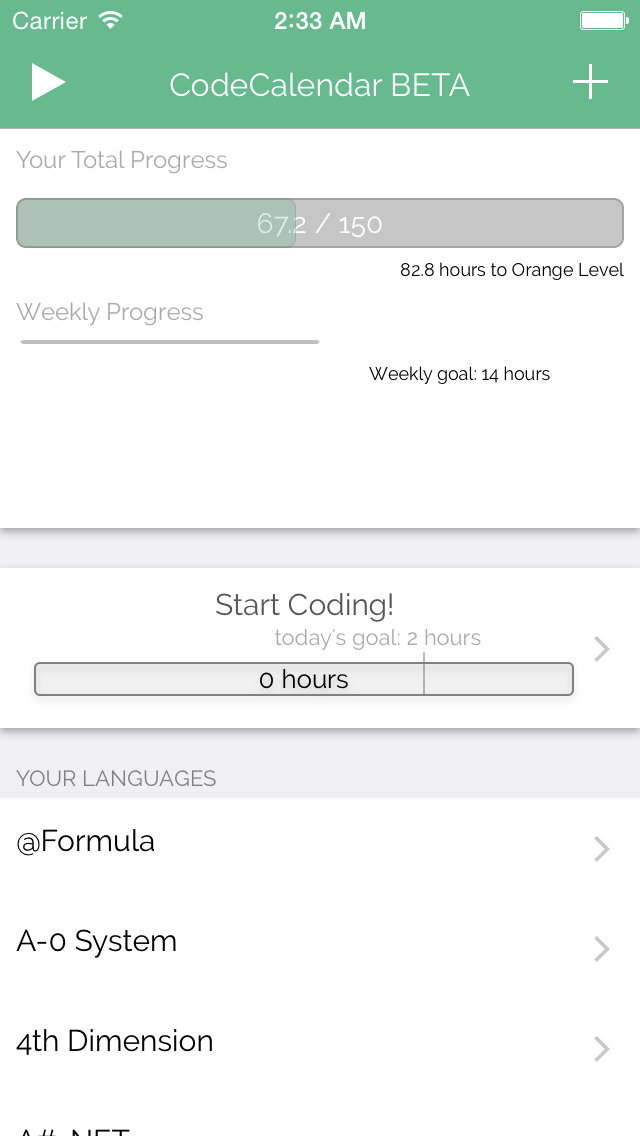 Carrier 2:33 AM
CodeCalendar BETA
Your Total Progress
67.2 / 150
82.8 hours to Orange Level
Weekly Progress
Weekly goal: 14 hours
Start Coding!
today's goal: 2 hours
0 hours
YOUR LANGUAGES
@Formula
A-0 System
4th Dimension
A# .NET